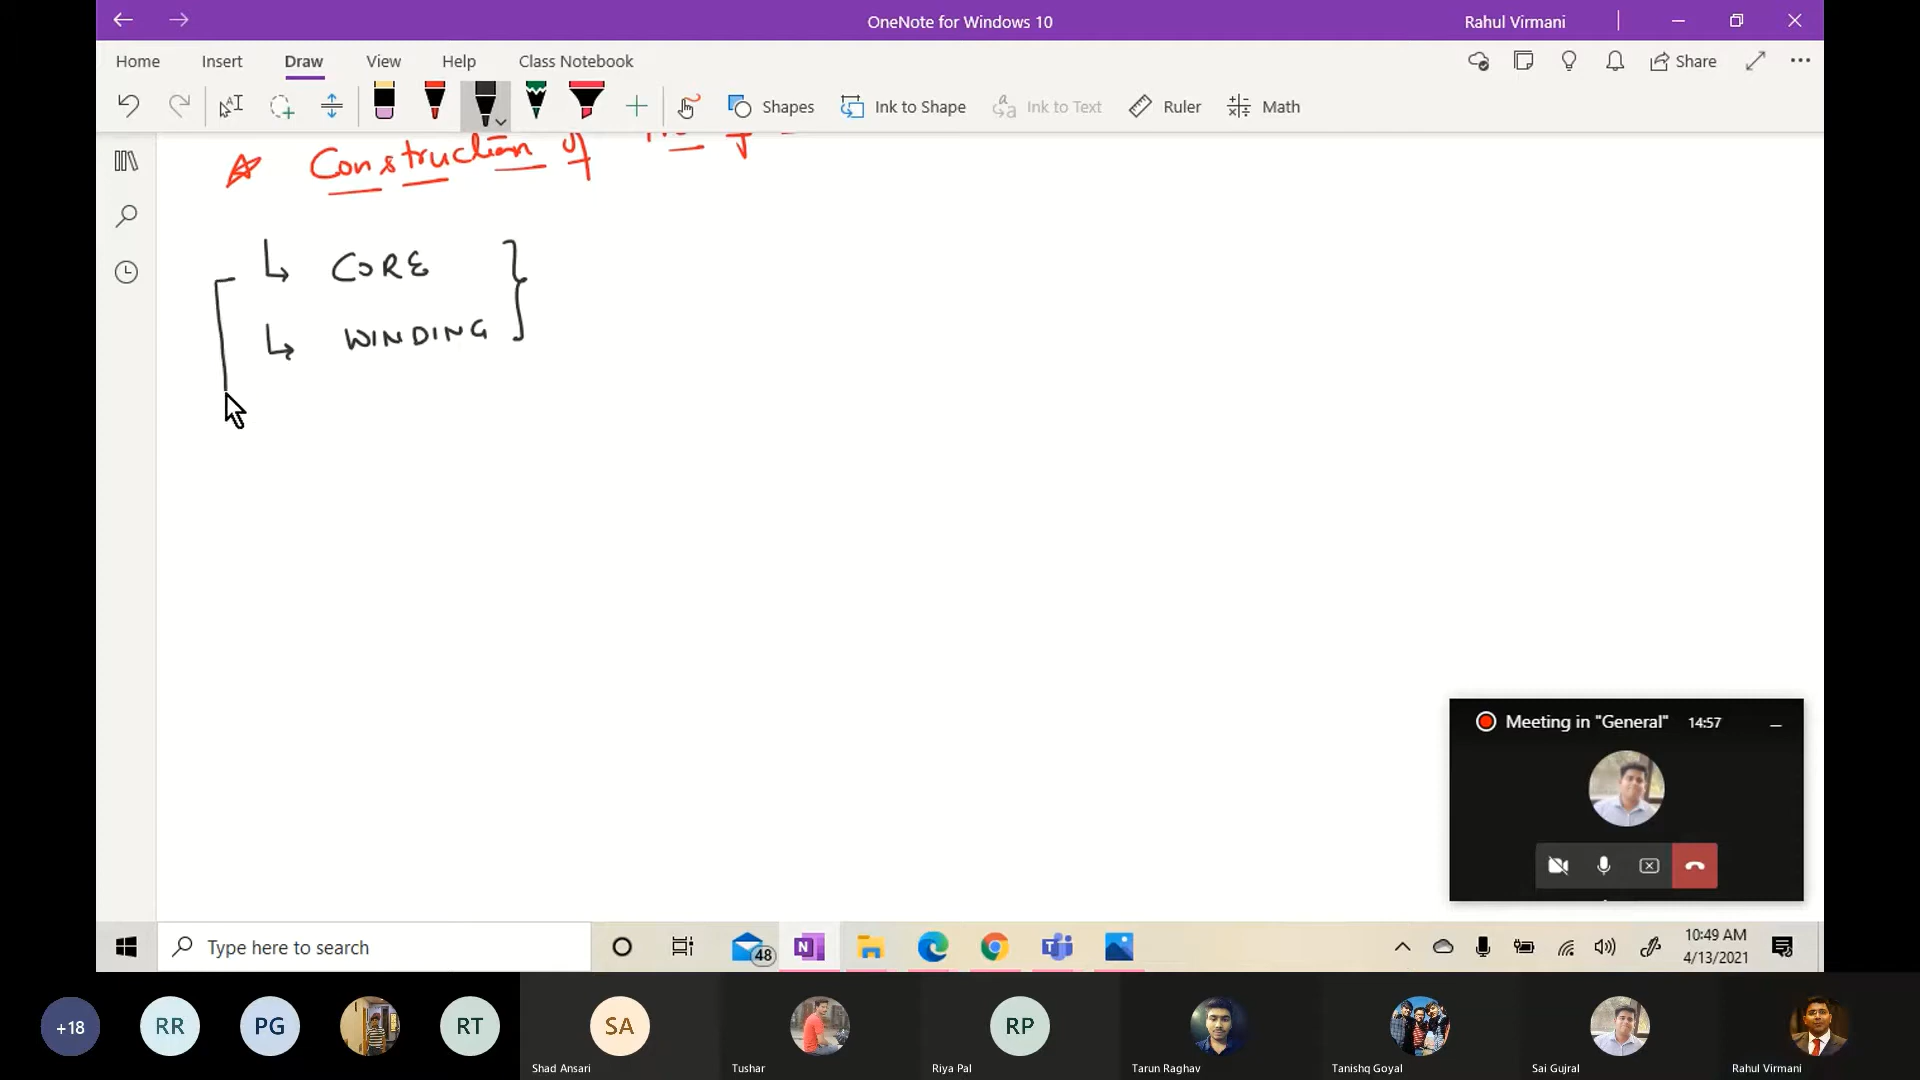 OneNote for Windows 10
Rahul Virmani
Home Insert Draw View Help Class Notebook
Share
Shapes Ink to Shape Ink to Text Ruler Math
Construction of
CORE
WINDING
Meeting in "General" 14:57
Type here to search
48
10:49 AM
4/13/2021
+18 RR PG RT SA RP
Shad Ansari Tushar Riya Pal Tarun Raghav Tanishq Goyal Sai Gujral Rahul Virmani